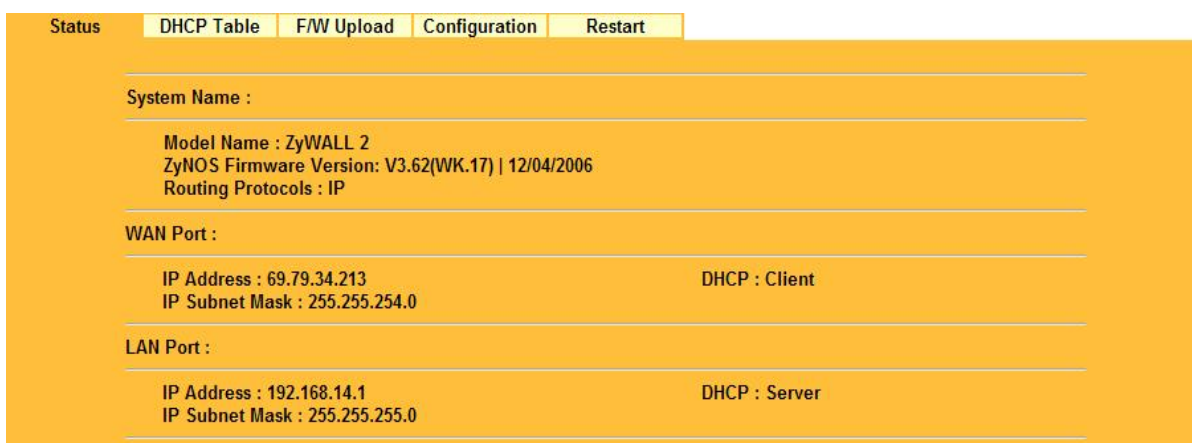 Status DHCP Table F/W Upload Configuration Restart
System Name :
Model Name : ZyWALL 2
ZyNOS Firmware Version: V3.62(WK.17) | 12/04/2006
Routing Protocols : IP
WAN Port :
IP Address : 69.79.34.213 DHCP : Client
IP Subnet Mask : 255.255.254.0
LAN Port :
IP Address : 192.168.14.1 DHCP : Server
IP Subnet Mask : 255.255.255.0